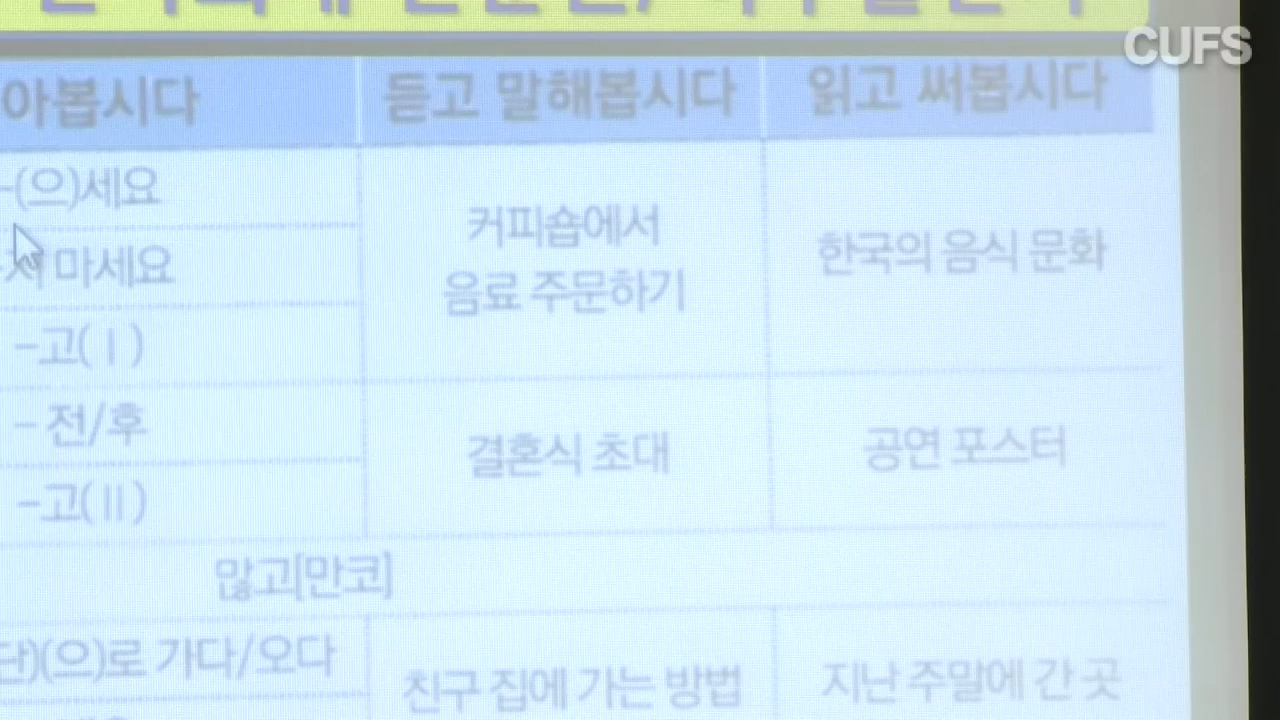 CUFS
아봅시다 듣고 말해봅시다 읽고 써봅시다
-(으)세요
마세요
-고(Ⅰ)
커피숍에서
음료 주문하기
한국의 음식 문화
- 전/후
-고(Ⅱ)
결혼식 초대
공연 포스터
많고[만코]
단)(으)로 가다/오다
친구 집에 가는 방법
지난 주말에 간 곳